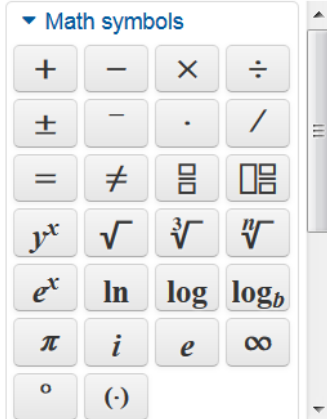 Math symbols
+ − × ÷
± − · /
= ≠
yˣ √ ∛ ⁿ√
eˣ ln log log_b
π i e ∞
° (·)